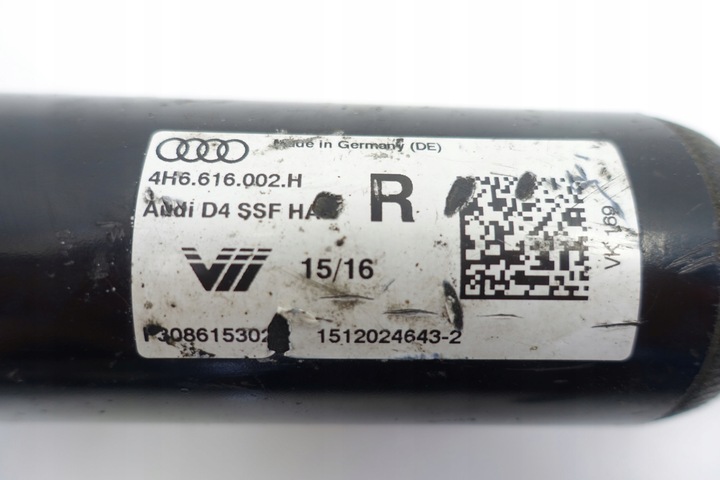 Made in Germany (DE)
4H6.616.002.H
Audi D4 SSF HA R
15/16
1512024643-2
VK 169